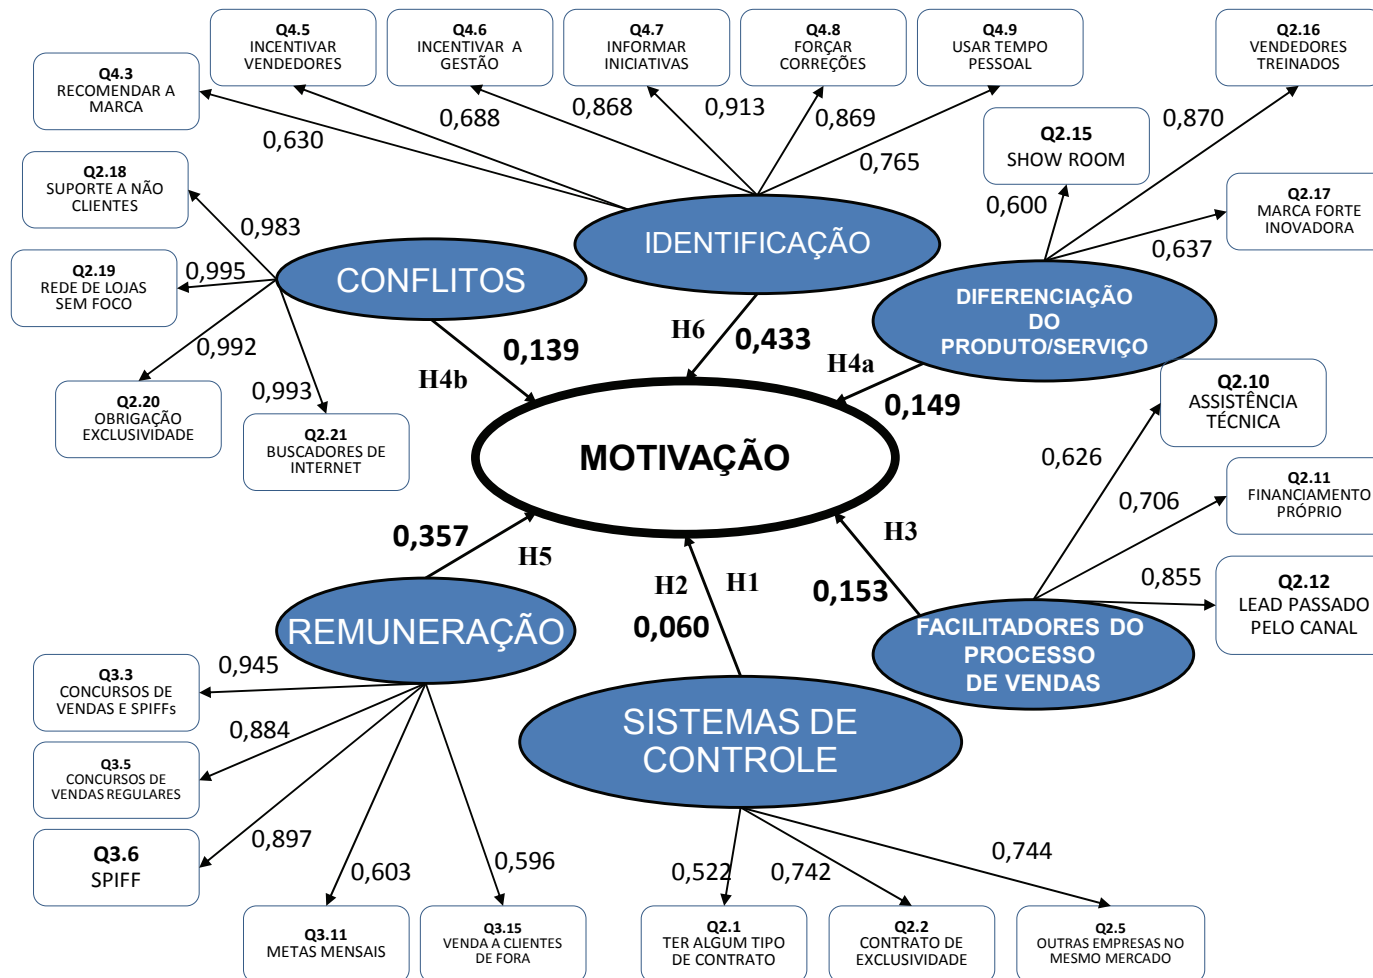 Q4.3
RECOMENDAR A
MARCA
Q4.5
INCENTIVAR
VENDEDORES
Q4.6
INCENTIVAR A
GESTÃO
Q4.7
INFORMAR
INICIATIVAS
Q4.8
FORÇAR
CORREÇÕES
Q4.9
USAR TEMPO
PESSOAL
Q2.16
VENDEDORES
TREINADOS
0,630
0,688
0,868
0,913
0,869
0,765
0,870
Q2.15
SHOW ROOM
0,600
Q2.17
MARCA FORTE
INOVADORA
0,637
Q2.18
SUPORTE A NÃO
CLIENTES
0,983
Q2.19
REDE DE LOJAS
SEM FOCO
0,995
0,992
0,993
Q2.20
OBRIGAÇÃO
EXCLUSIVIDADE
Q2.21
BUSCADORES DE
INTERNET
CONFLITOS
IDENTIFICAÇÃO
DIFERENCIAÇÃO
DO
PRODUTO/SERVIÇO
H4b
0,139
H6
0,433
H4a
0,149
MOTIVAÇÃO
Q2.10
ASSISTÊNCIA
TÉCNICA
0,626
Q2.11
FINANCIAMENTO
PRÓPRIO
0,706
Q2.12
LEAD PASSADO
PELO CANAL
0,855
0,357
H5
H2
H1
0,060
H3
0,153
REMUNERAÇÃO
SISTEMAS DE
CONTROLE
FACILITADORES DO
PROCESSO
DE VENDAS
Q3.3
CONCURSOS DE
VENDAS E SPIFFs
0,945
Q3.5
CONCURSOS DE
VENDAS REGULARES
0,884
Q3.6
SPIFF
0,897
0,603
0,596
0,522
0,742
0,744
Q3.11
METAS MENSAIS
Q3.15
VENDA A CLIENTES
DE FORA
Q2.1
TER ALGUM TIPO
DE CONTRATO
Q2.2
CONTRATO DE
EXCLUSIVIDADE
Q2.5
OUTRAS EMPRESAS NO
MESMO MERCADO